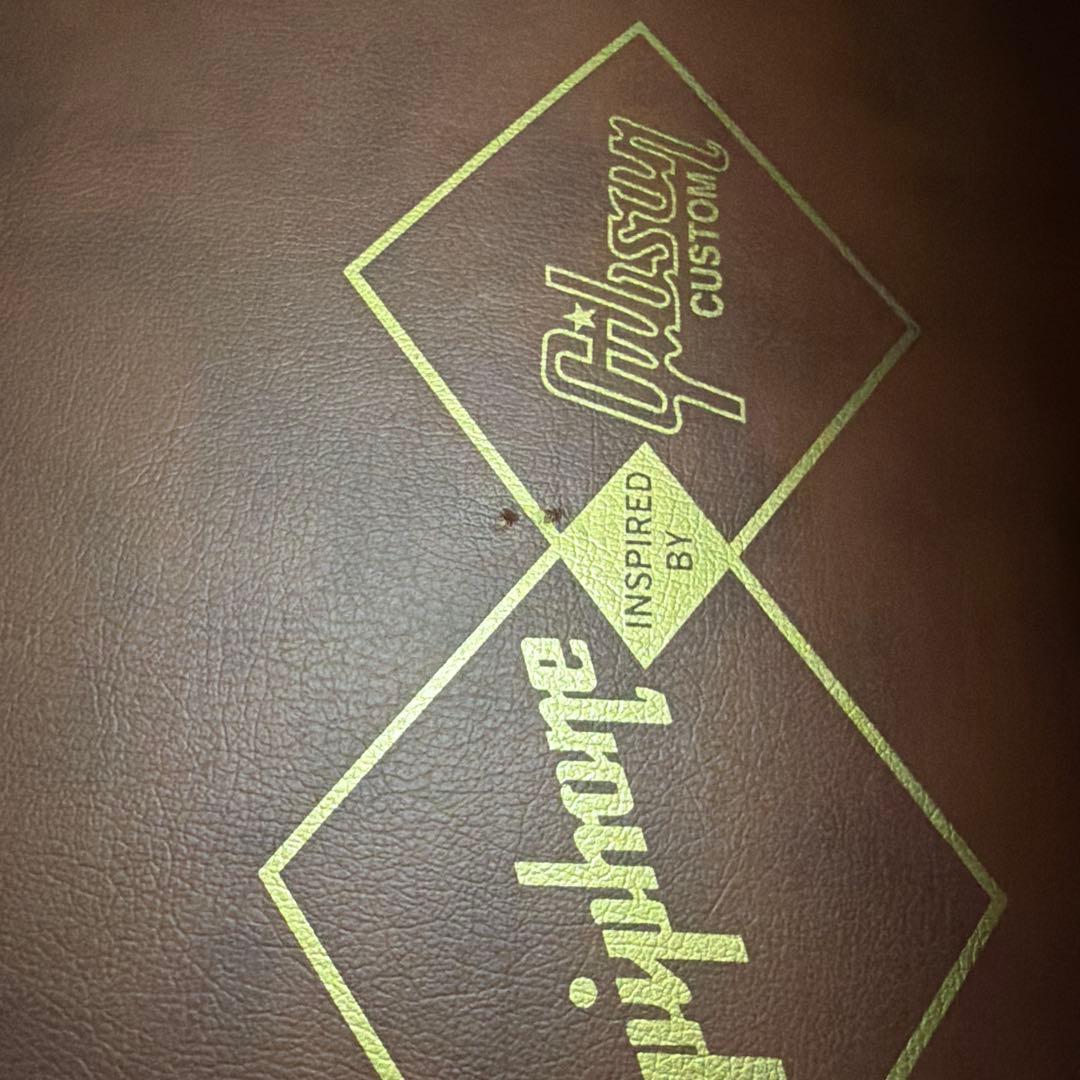 Epiphone
INSPIRED
BY
Gibson
CUSTOM